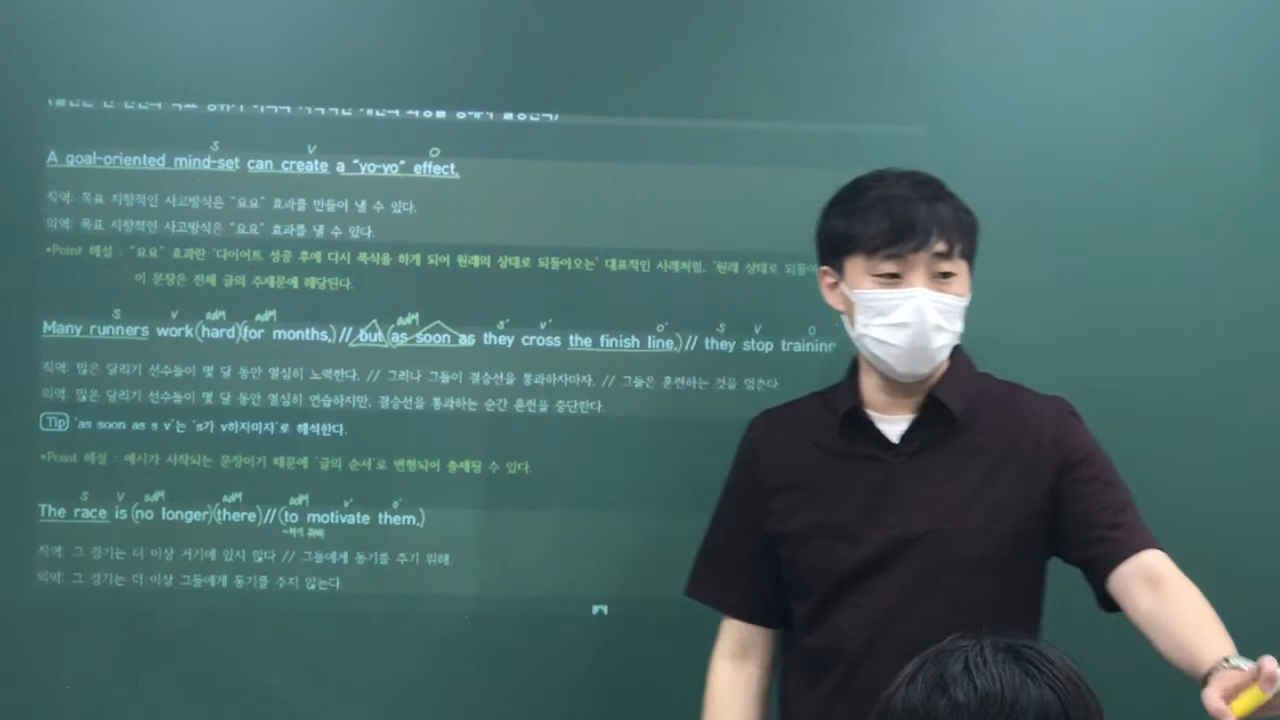 S V O
A goal-oriented mind-set can create a "yo-yo" effect.
직역: 목표 지향적인 사고방식은 "요요" 효과를 만들어 낼 수 있다.
의역: 목표 지향적인 사고방식은 "요요" 효과를 낼 수 있다.
*Point 해설 : "요요" 효과란 '다이어트 성공 후에 다시 폭식을 하게 되어 원래의 상태로 되돌아오는' 대표적인 사례처럼, '원래 상태로
이 문장은 전체 글의 주제문에 해당된다.
S V adM adM adM S' V' O' S V O
Many runners work (hard)(for months,) // but (as soon as they cross the finish line,) // they stop training
직역: 많은 달리기 선수들이 몇 달 동안 열심히 노력한다, // 그러나 그들이 결승선을 통과하자마자, // 그들은 훈련하는 것을 멈춘다.
의역: 많은 달리기 선수들이 몇 달 동안 열심히 연습하지만, 결승선을 통과하는 순간 훈련을 중단한다.
Tip 'as soon as s v'는 's가 v하자마자'로 해석한다.
*Point 해설 : 예시가 시작되는 문장이기 때문에 '글의 순서'로 변형되어 출제될 수 있다.
S V adM adM adM V' O'
The race is (no longer)(there) // (to motivate them.)
~하기 위해
직역: 그 경기는 더 이상 거기에 있지 않다 // 그들에게 동기를 주기 위해.
의역: 그 경기는 더 이상 그들에게 동기를 주지 않는다.